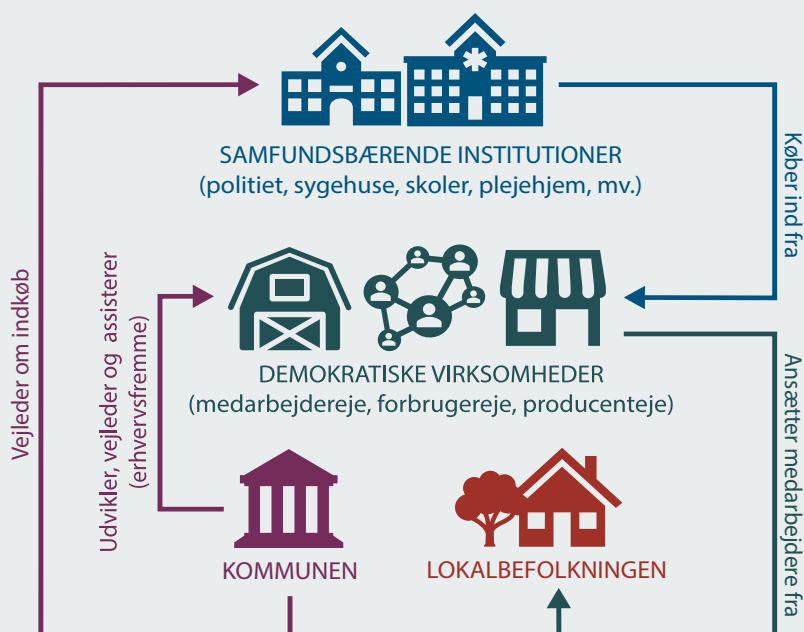 SAMFUNDSBÆRENDE INSTITUTIONER
(politiet, sygehuse, skoler, plejehjem, mv.)
Køber ind fra
Vejleder om indkøb
Udvikler, vejleder og assisterer
(erhvervsfremme)
DEMOKRATISKE VIRKSOMHEDER
(medarbejdereje, forbrugereje, producenteje)
Ansætter medarbejdere fra
KOMMUNEN
LOKALBEFOLKNINGEN